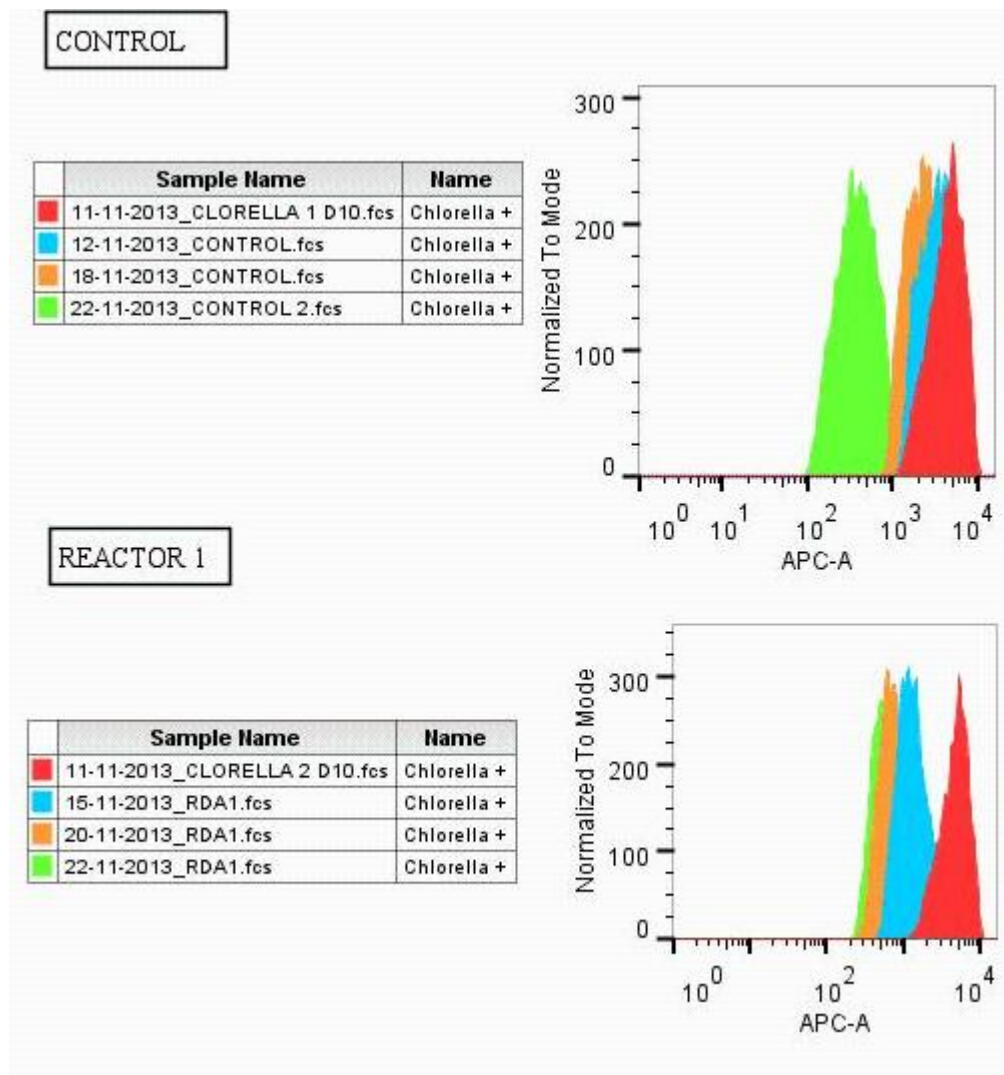 CONTROL
Sample Name Name
11-11-2013_CLORELLA 1 D10.fcs Chlorella +
12-11-2013_CONTROL.fcs Chlorella +
18-11-2013_CONTROL.fcs Chlorella +
22-11-2013_CONTROL 2.fcs Chlorella +
Normalized To Mode
300
200
100
0
10^0 10^1 10^2 10^3 10^4
APC-A
REACTOR 1
Sample Name Name
11-11-2013_CLORELLA 2 D10.fcs Chlorella +
15-11-2013_RDA1.fcs Chlorella +
20-11-2013_RDA1.fcs Chlorella +
22-11-2013_RDA1.fcs Chlorella +
Normalized To Mode
300
200
100
0
10^0 10^2 10^4
APC-A